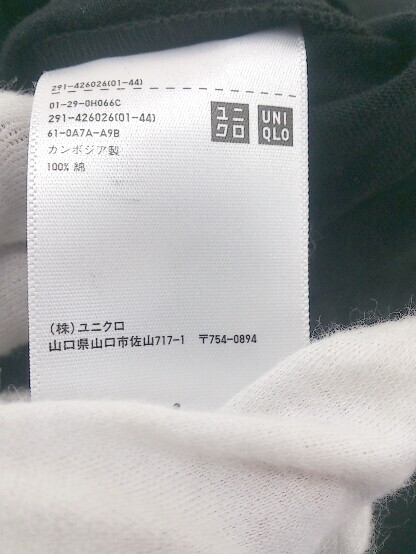 291-426026(01-44)
01-29-0H066C
291-426026(01-44)
61-0A7A-A9B
カンボジア製
100% 綿
ユニ
クロ
UNI
QLO
(株)ユニクロ
山口県山口市佐山717-1 〒754-0894